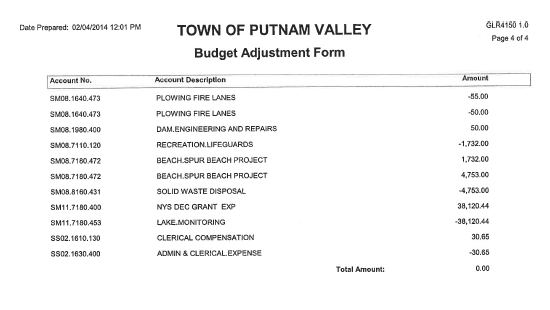 Date Prepared: 02/04/2014 12:01 PM
TOWN OF PUTNAM VALLEY
GLR4150 1.0
Page 4 of 4
Budget Adjustment Form
Account No. Account Description Amount
SM08.1640.473 PLOWING FIRE LANES -55.00
SM08.1640.473 PLOWING FIRE LANES -50.00
SM08.1980.400 DAM.ENGINEERING AND REPAIRS 50.00
SM08.7110.120 RECREATION.LIFEGUARDS -1,732.00
SM08.7180.472 BEACH.SPUR BEACH PROJECT 1,732.00
SM08.7180.472 BEACH.SPUR BEACH PROJECT 4,753.00
SM08.8160.431 SOLID WASTE DISPOSAL -4,753.00
SM11.7180.400 NYS DEC GRANT EXP 38,120.44
SM11.7180.453 LAKE.MONITORING -38,120.44
SS02.1610.130 CLERICAL COMPENSATION 30.65
SS02.1630.400 ADMIN & CLERICAL.EXPENSE -30.65
Total Amount: 0.00